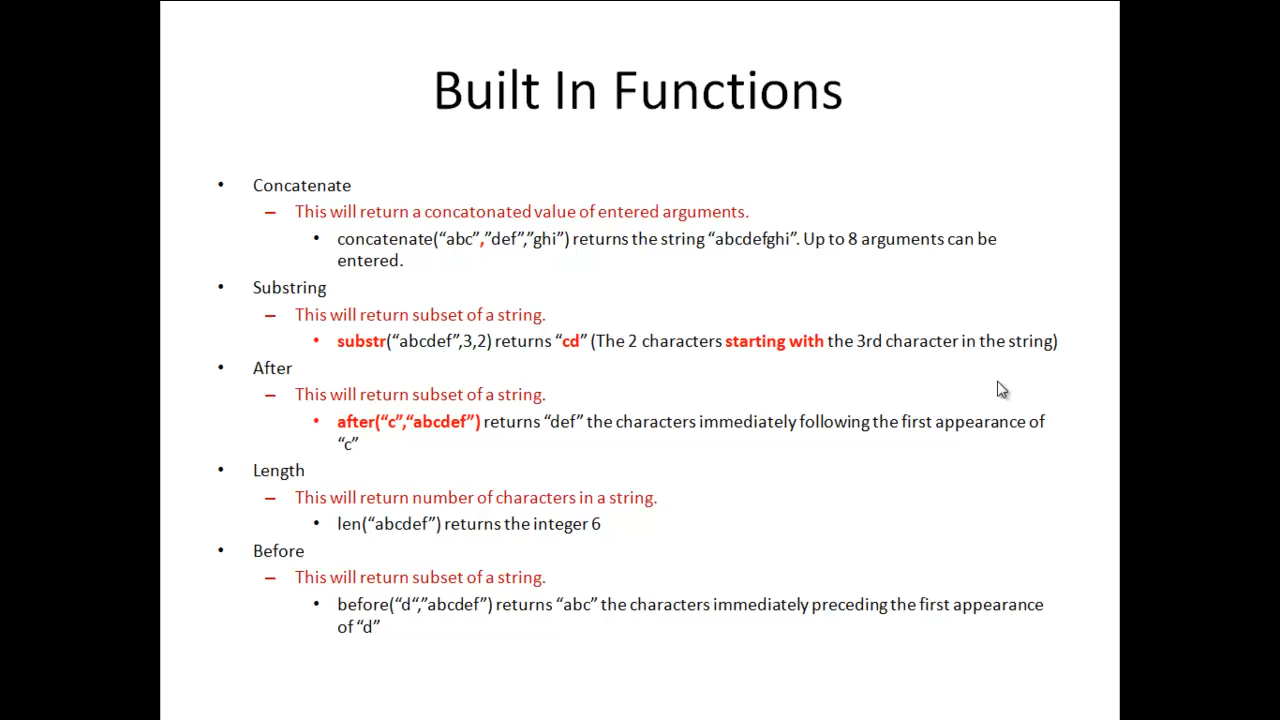 Built In Functions
• Concatenate
– This will return a concatonated value of entered arguments.
• concatenate(“abc”,”def”,”ghi”) returns the string “abcdefghi”. Up to 8 arguments can be
entered.
• Substring
– This will return subset of a string.
• substr(“abcdef”,3,2) returns “cd” (The 2 characters starting with the 3rd character in the string)
• After
– This will return subset of a string.
• after(“c”,“abcdef”) returns “def” the characters immediately following the first appearance of
“c”
• Length
– This will return number of characters in a string.
• len(“abcdef”) returns the integer 6
• Before
– This will return subset of a string.
• before(“d“,”abcdef”) returns “abc” the characters immediately preceding the first appearance
of “d”